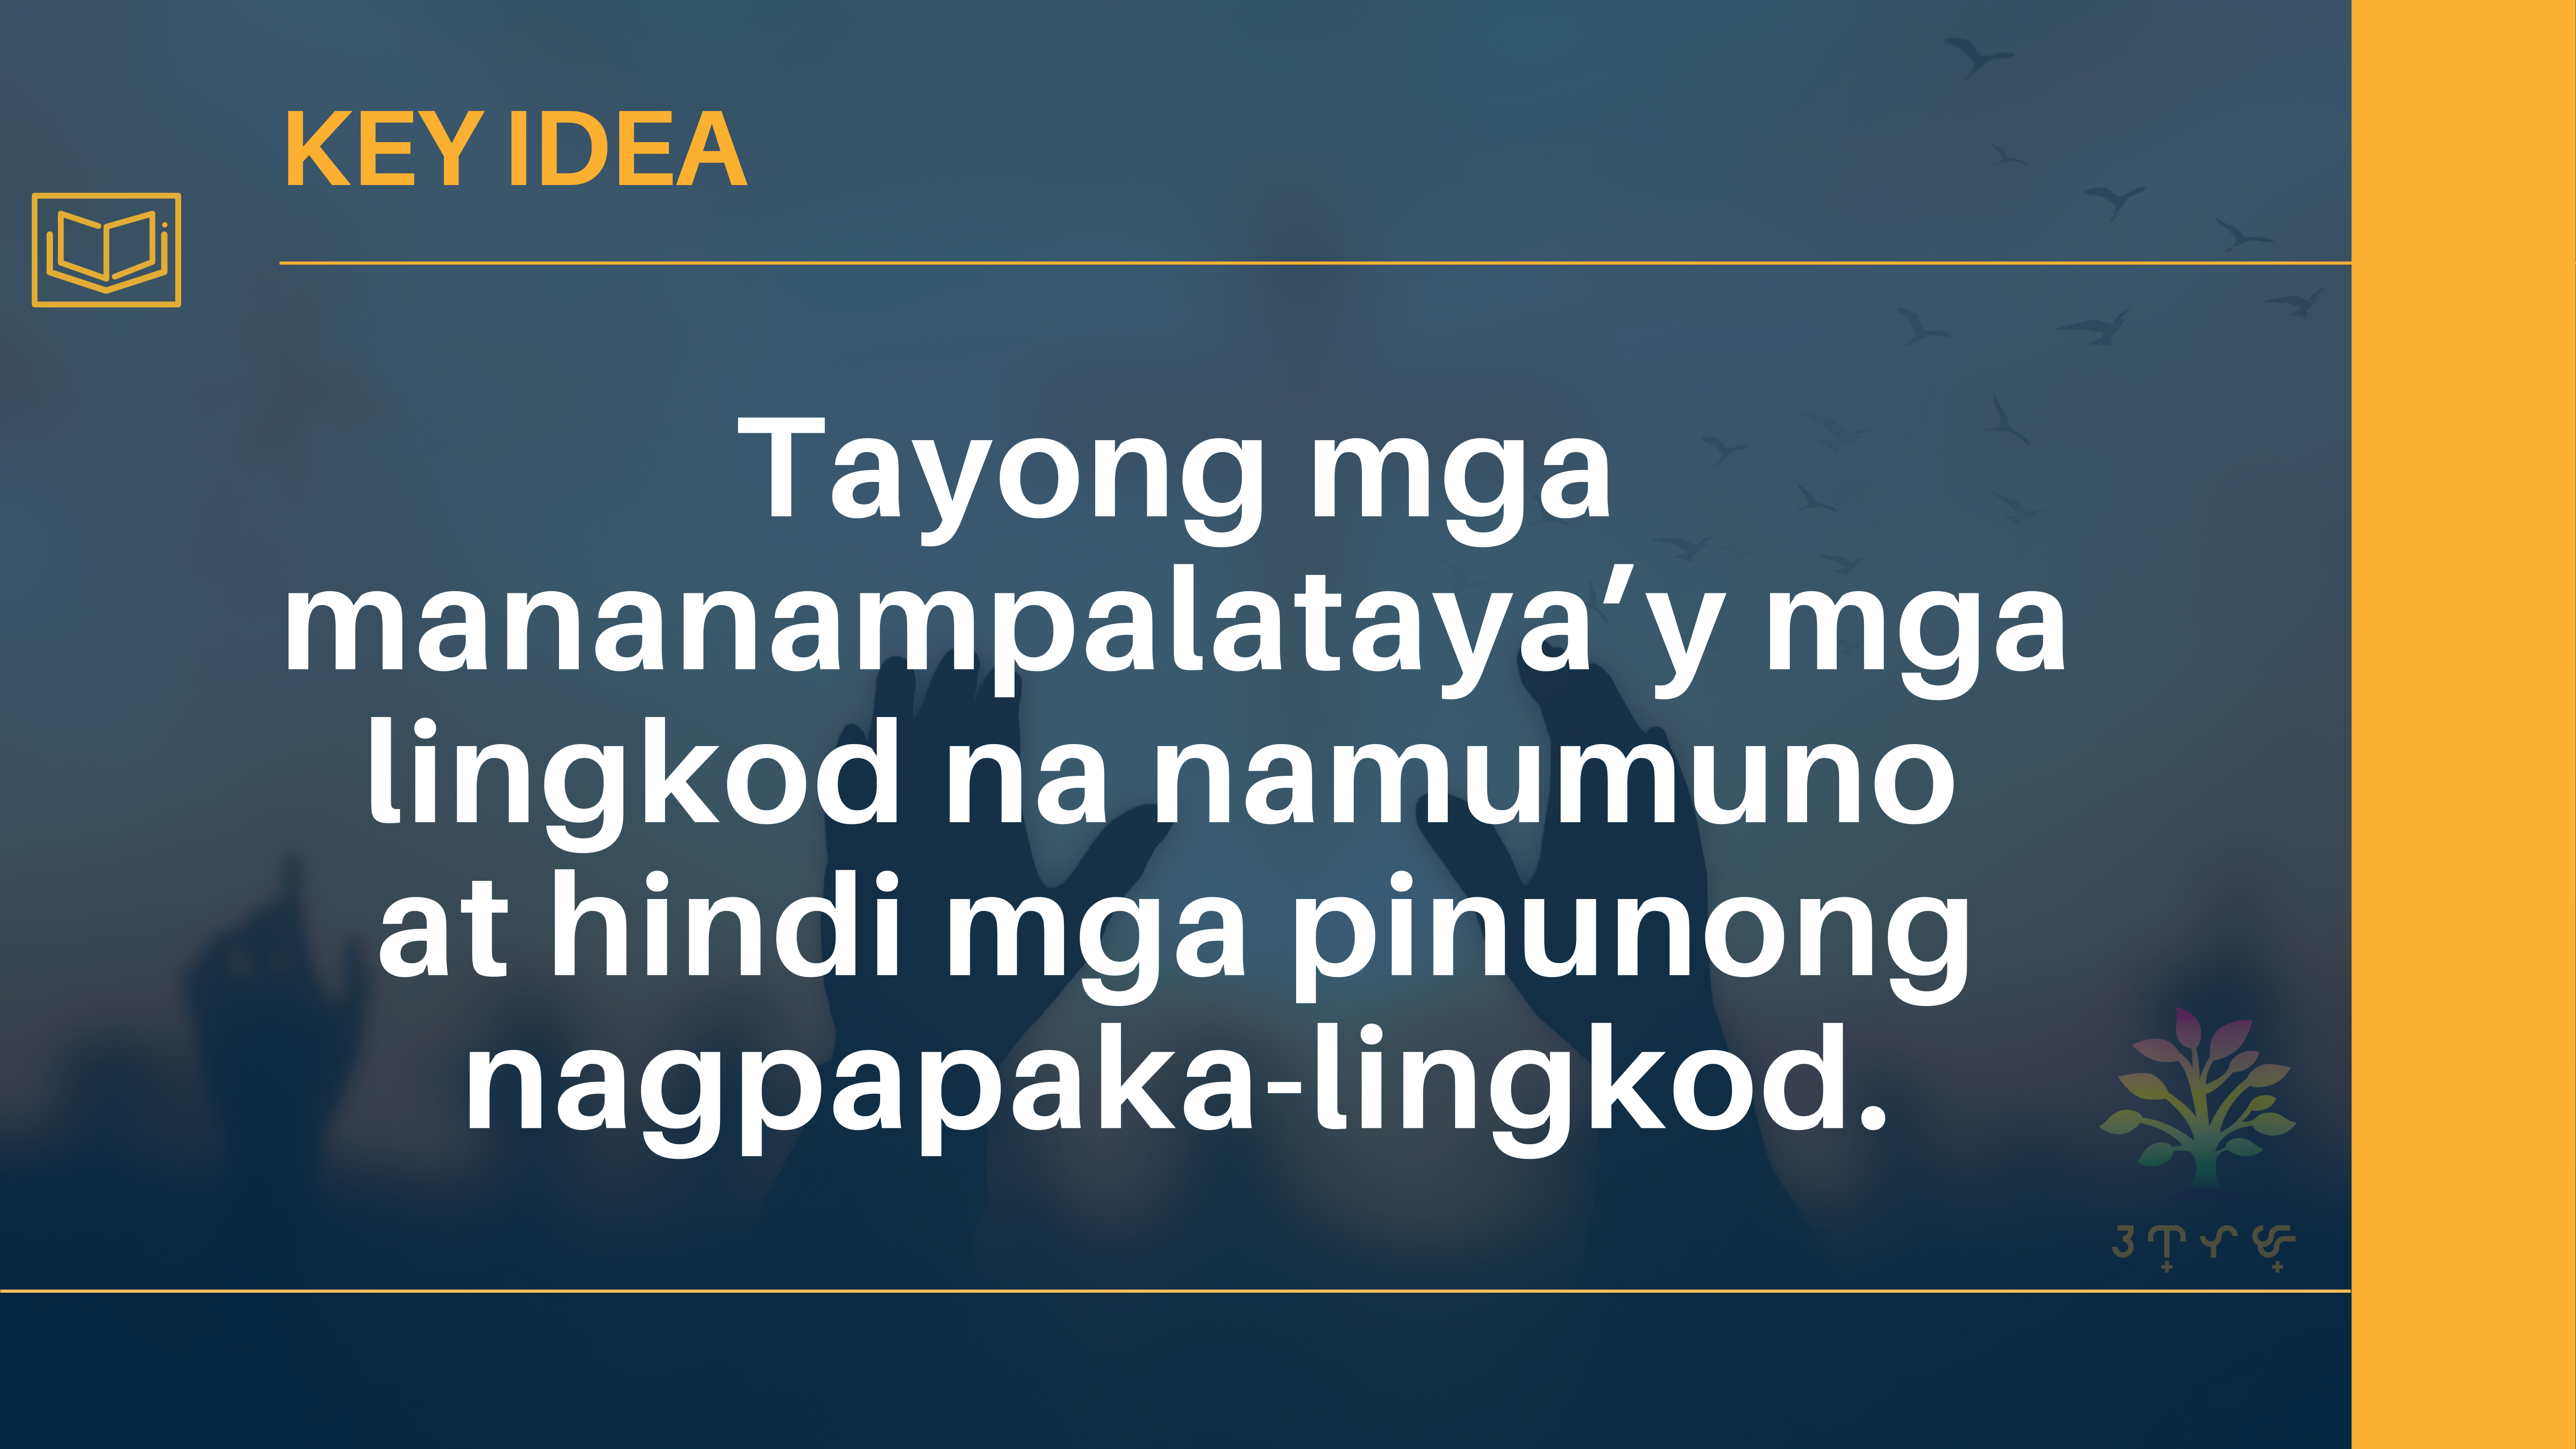 KEY IDEA
Tayong mga
mananampalataya’y mga
lingkod na namumuno
at hindi mga pinunong
nagpapaka-lingkod.